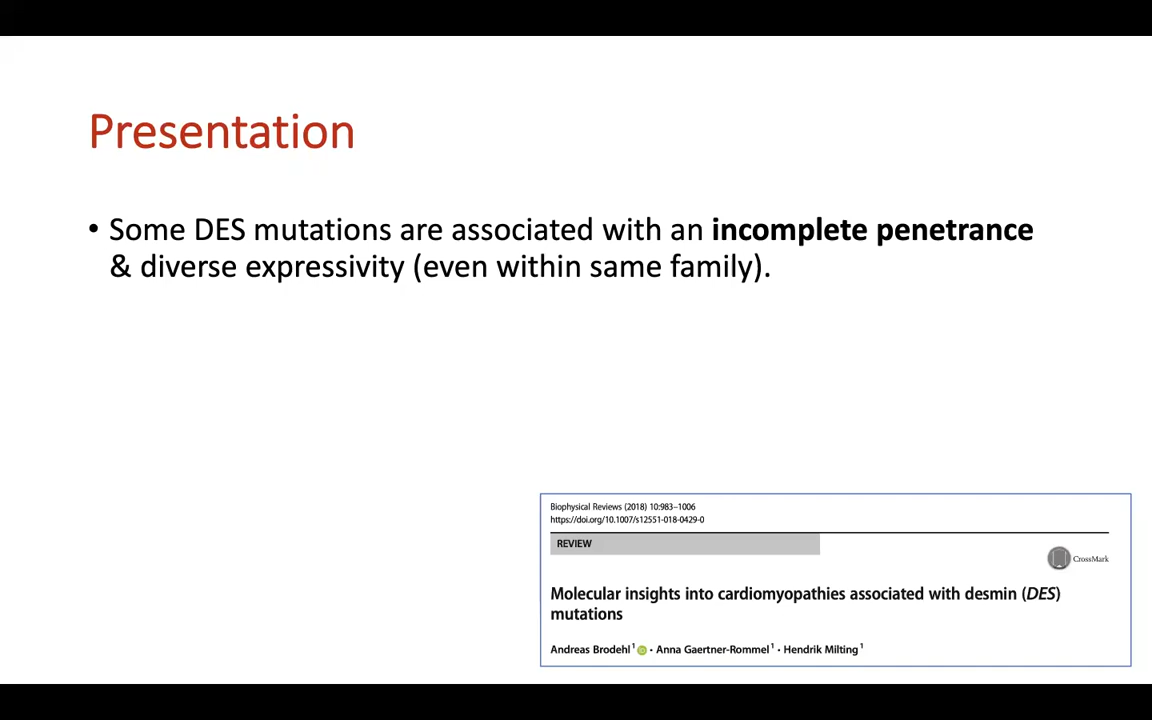 Presentation
• Some DES mutations are associated with an incomplete penetrance
& diverse expressivity (even within same family).
Biophysical Reviews (2018) 10:983–1006
https://doi.org/10.1007/s12551-018-0429-0
REVIEW
CrossMark
Molecular insights into cardiomyopathies associated with desmin (DES)
mutations
Andreas Brodehl¹ · Anna Gaertner-Rommel¹ · Hendrik Milting¹